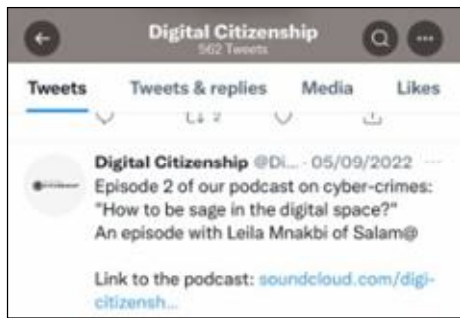 Digital Citizenship
562 Tweets
Tweets Tweets & replies Media Likes
2
Digital Citizenship @Di... · 05/09/2022 ...
Episode 2 of our podcast on cyber-crimes:
"How to be sage in the digital space?"
An episode with Leila Mnakbi of Salam@
Link to the podcast: soundcloud.com/digi-
citizensh...